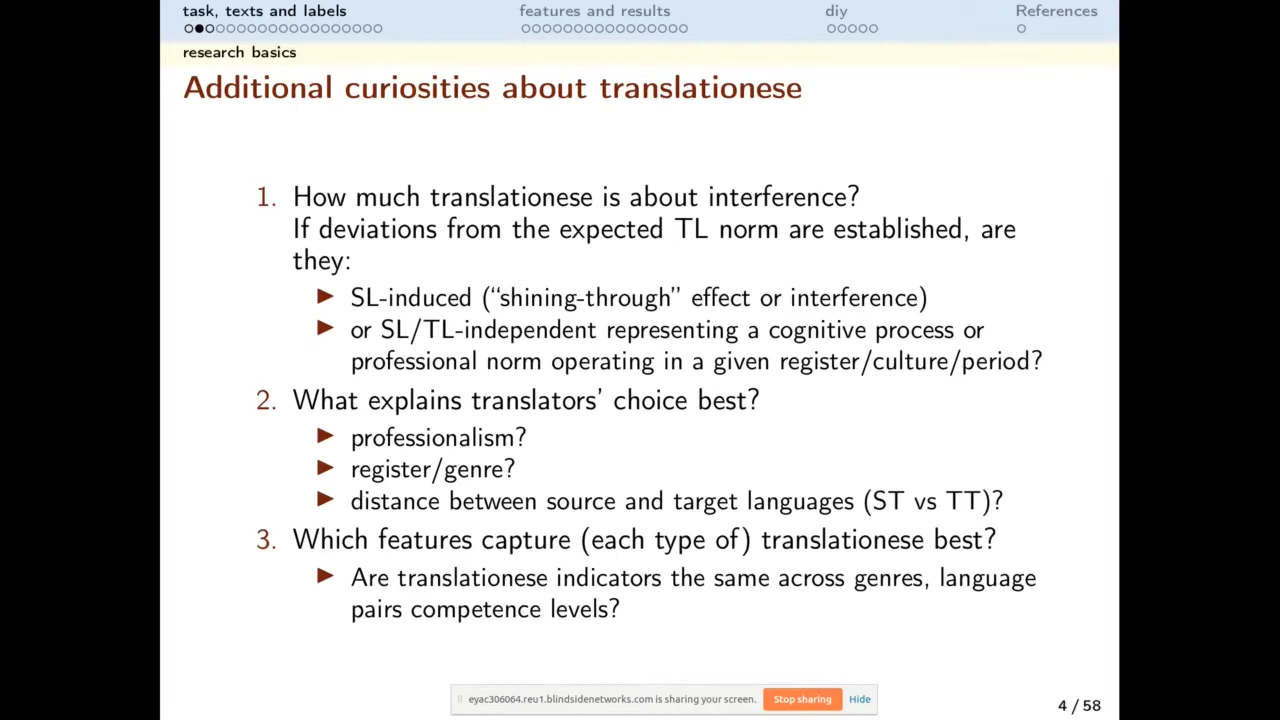 task, texts and labels
features and results
diy
References
research basics
Additional curiosities about translationese
1. How much translationese is about interference?
If deviations from the expected TL norm are established, are
they:
▶ SL-induced (“shining-through” effect or interference)
▶ or SL/TL-independent representing a cognitive process or
professional norm operating in a given register/culture/period?
2. What explains translators’ choice best?
▶ professionalism?
▶ register/genre?
▶ distance between source and target languages (ST vs TT)?
3. Which features capture (each type of) translationese best?
▶ Are translationese indicators the same across genres, language
pairs competence levels?
eyac306064.reu1.blindsidenetworks.com is sharing your screen.
Stop sharing
Hide
4 / 58